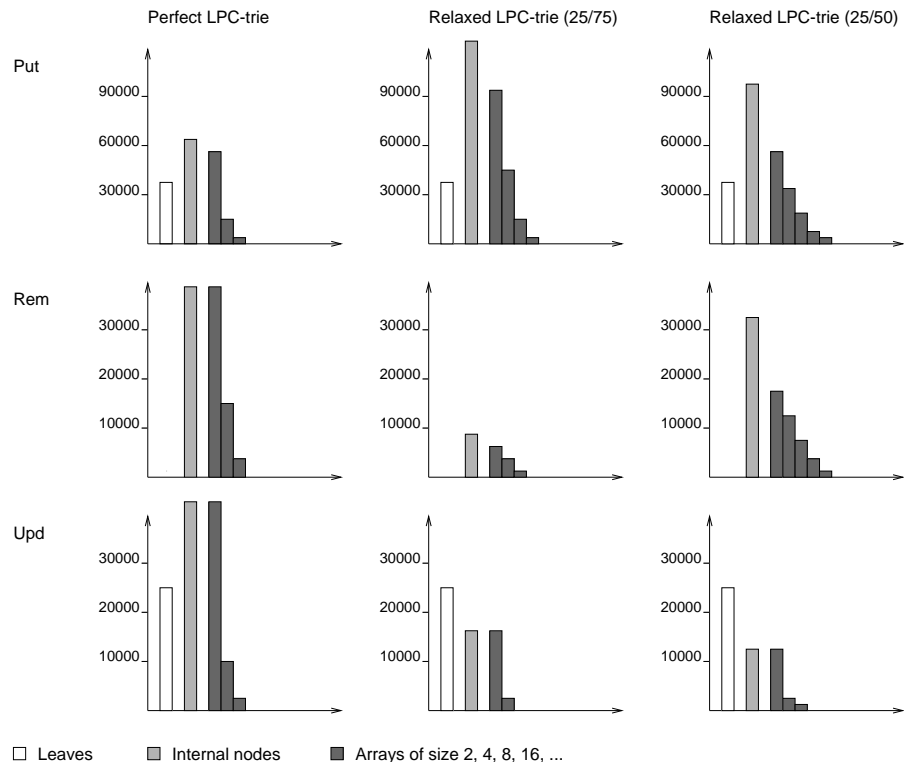 Perfect LPC-trie Relaxed LPC-trie (25/75) Relaxed LPC-trie (25/50)
Put
90000 90000 90000
60000 60000 60000
30000 30000 30000
Rem
30000 30000 30000
20000 20000 20000
10000 10000 10000
Upd
30000 30000 30000
20000 20000 20000
10000 10000 10000
Leaves Internal nodes Arrays of size 2, 4, 8, 16, ...